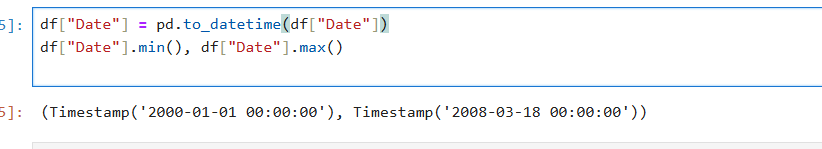 5]: df["Date"] = pd.to_datetime(df["Date"])
df["Date"].min(), df["Date"].max()
5]: (Timestamp('2000-01-01 00:00:00'), Timestamp('2008-03-18 00:00:00'))